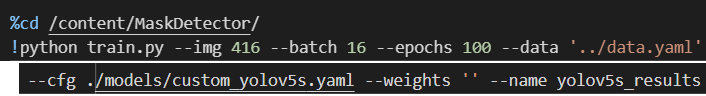 %cd /content/MaskDetector/
!python train.py --img 416 --batch 16 --epochs 100 --data '../data.yaml'
--cfg ./models/custom_yolov5s.yaml --weights '' --name yolov5s_results